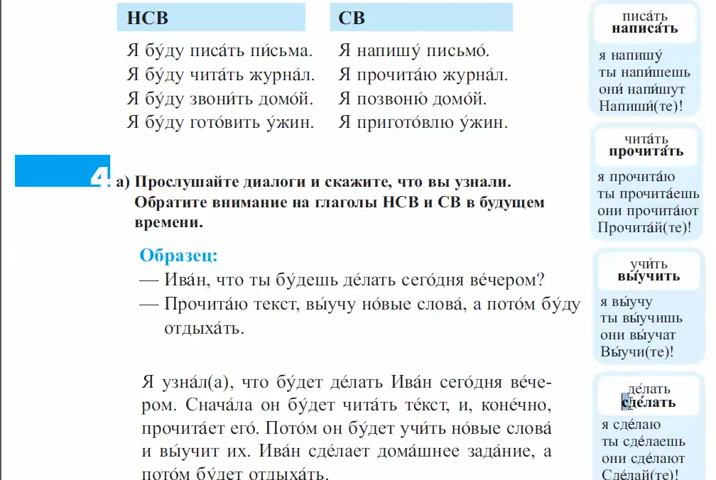 НСВ СВ
Я бу́ду писа́ть пи́сьма. Я напишу́ письмо́.
Я бу́ду чита́ть журна́л. Я прочита́ю журна́л.
Я бу́ду звони́ть домо́й. Я позвоню́ домо́й.
Я бу́ду гото́вить у́жин. Я пригото́влю у́жин.
4
а) Прослушайте диалоги и скажите, что вы узнали.
Обратите внимание на глаголы НСВ и СВ в будущем
времени.
Образец:
— Ива́н, что ты бу́дешь де́лать сего́дня ве́чером?
— Прочита́ю текст, вы́учу но́вые слова́, а пото́м бу́ду
отдыха́ть.
Я узна́л(а), что бу́дет де́лать Ива́н сего́дня ве́че-
ром. Снача́ла он бу́дет чита́ть те́кст, и, коне́чно,
прочита́ет его́. Пото́м он бу́дет учи́ть но́вые слова́
и вы́учит их. Ива́н сде́лает дома́шнее зада́ние, а
пото́м бу́дет отдыха́ть.
писа́ть
написа́ть
я напишу́
ты напи́шешь
они́ напи́шут
Напиши́(те)!
чита́ть
прочита́ть
я прочита́ю
ты прочита́ешь
они прочита́ют
Прочита́й(те)!
учи́ть
вы́учить
я вы́учу
ты вы́учишь
они вы́учат
Вы́учи(те)!
де́лать
сде́лать
я сде́лаю
ты сде́лаешь
они сде́лают
Сде́лай(те)!